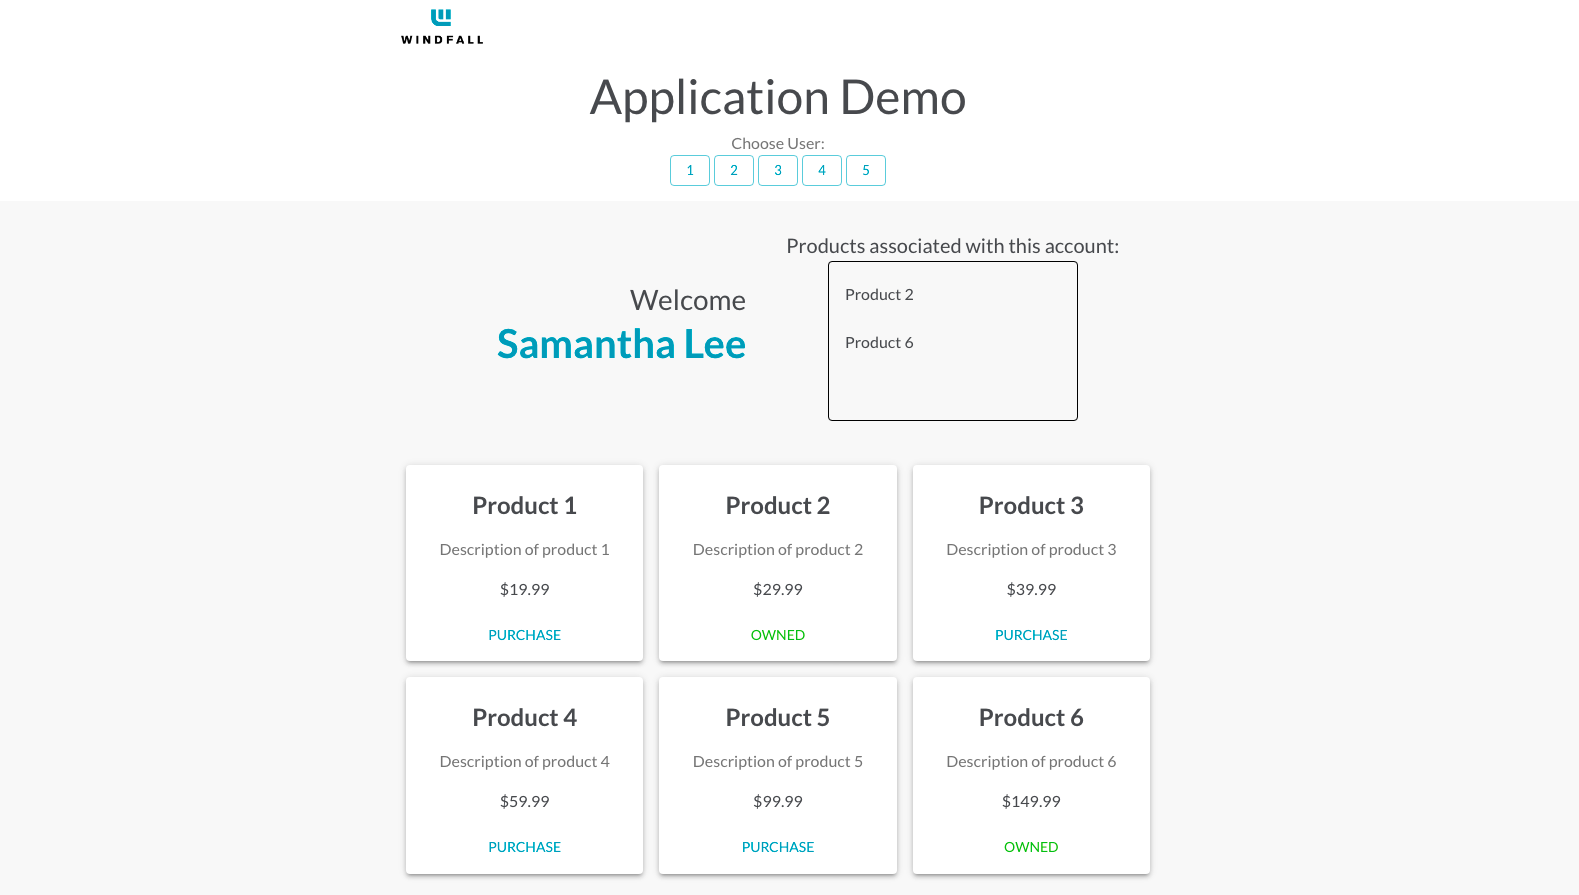 WINDFALL
Application Demo
Choose User:
1 2 3 4 5
Welcome
Samantha Lee
Products associated with this account:
Product 2
Product 6
Product 1
Description of product 1
$19.99
PURCHASE
Product 2
Description of product 2
$29.99
OWNED
Product 3
Description of product 3
$39.99
PURCHASE
Product 4
Description of product 4
$59.99
PURCHASE
Product 5
Description of product 5
$99.99
PURCHASE
Product 6
Description of product 6
$149.99
OWNED